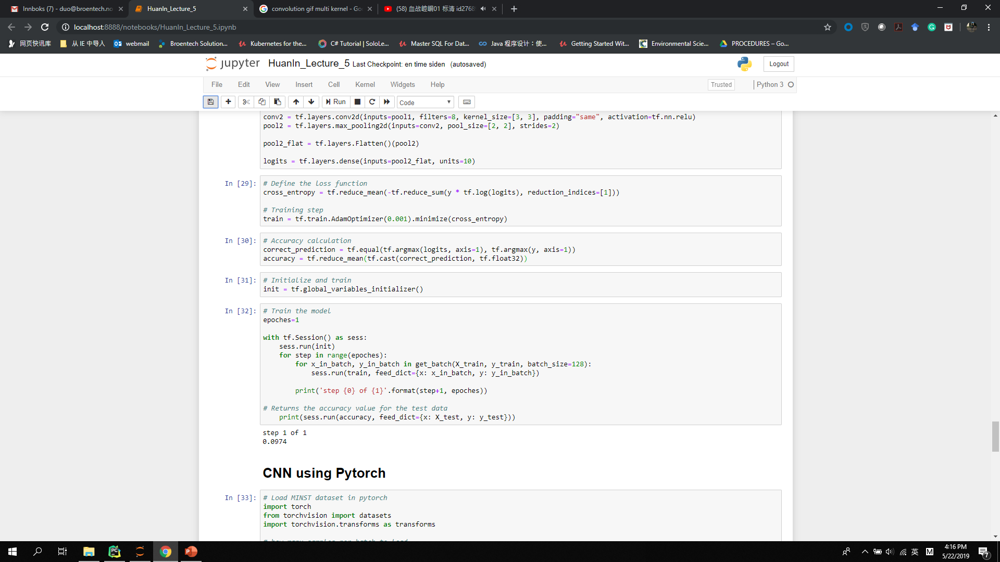 Innboks (7) - duo@broentech.no
HuanIn_Lecture_5
convolution gif multi kernel - Go
(58) 血战崆峒01 标清 id2768
localhost:8888/notebooks/HuanIn_Lecture_5.ipynb
网页快讯库
从 IE 中导入
webmail
Broentech Solution...
Kubernetes for the...
C# Tutorial | SoloLe...
Master SQL For Dat...
Java 程序设计：使...
Getting Started Wit...
Environmental Scie...
PROCEDURES – Go...
jupyter HuanIn_Lecture_5 Last Checkpoint: en time siden (autosaved)
Logout
File Edit View Insert Cell Kernel Widgets Help
Trusted
Python 3
Run
Code
conv2 = tf.layers.conv2d(inputs=pool1, filters=8, kernel_size=[3, 3], padding="same", activation=tf.nn.relu)
pool2 = tf.layers.max_pooling2d(inputs=conv2, pool_size=[2, 2], strides=2)
pool2_flat = tf.layers.Flatten()(pool2)
logits = tf.layers.dense(inputs=pool2_flat, units=10)
In [29]:
# Define the loss function
cross_entropy = tf.reduce_mean(-tf.reduce_sum(y * tf.log(logits), reduction_indices=[1]))
# Training step
train = tf.train.AdamOptimizer(0.001).minimize(cross_entropy)
In [30]:
# Accuracy calculation
correct_prediction = tf.equal(tf.argmax(logits, axis=1), tf.argmax(y, axis=1))
accuracy = tf.reduce_mean(tf.cast(correct_prediction, tf.float32))
In [31]:
# Initialize and train
init = tf.global_variables_initializer()
In [32]:
# Train the model
epoches=1
with tf.Session() as sess:
sess.run(init)
for step in range(epoches):
for x_in_batch, y_in_batch in get_batch(X_train, y_train, batch_size=128):
sess.run(train, feed_dict={x: x_in_batch, y: y_in_batch})
print('step {0} of {1}'.format(step+1, epoches))
# Returns the accuracy value for the test data
print(sess.run(accuracy, feed_dict={x: X_test, y: y_test}))
step 1 of 1
0.0974
CNN using Pytorch
In [33]:
# Load MINST dataset in pytorch
import torch
from torchvision import datasets
import torchvision.transforms as transforms
英
M
4:16 PM
5/22/2019
7